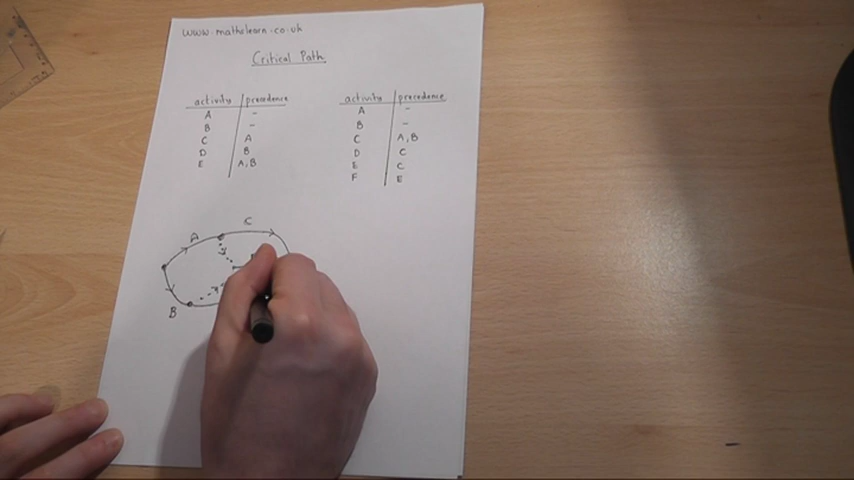 www.mathslearn.co.uk
Critical Path
activity precedence
A -
B -
C A
D B
E A,B
activity precedence
A -
B -
C A,B
D C
E C
F E
C
A
B